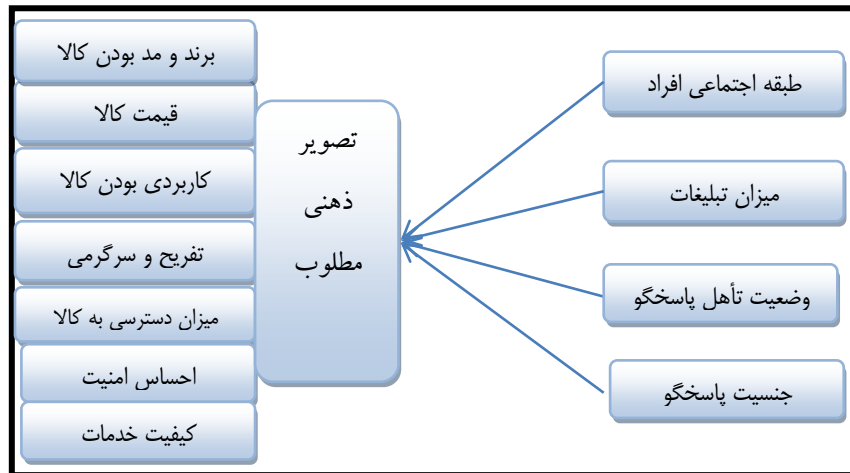 طبقه اجتماعی افراد
میزان تبلیغات
وضعیت تأهل پاسخگو
جنسیت پاسخگو
تصویر
ذهنی
مطلوب
برند و مد بودن کالا
قیمت کالا
کاربردی بودن کالا
تفریح و سرگرمی
میزان دسترسی به کالا
احساس امنیت
کیفیت خدمات